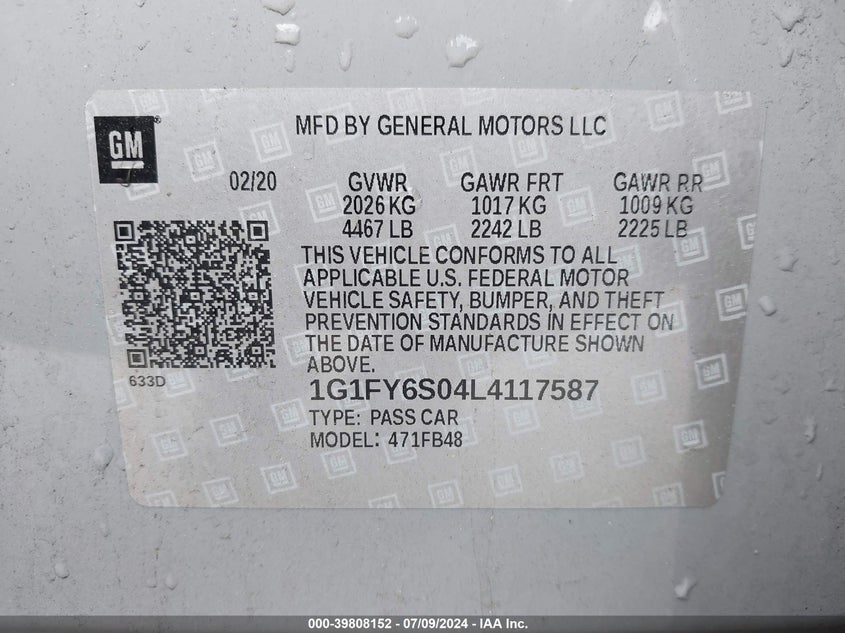 GM
MFD BY GENERAL MOTORS LLC
02/20 GVWR GAWR FRT GAWR RR
2026 KG 1017 KG 1009 KG
4467 LB 2242 LB 2225 LB
THIS VEHICLE CONFORMS TO ALL
APPLICABLE U.S. FEDERAL MOTOR
VEHICLE SAFETY, BUMPER, AND THEFT
PREVENTION STANDARDS IN EFFECT ON
THE DATE OF MANUFACTURE SHOWN
ABOVE.
633D
1G1FY6S04L4117587
TYPE: PASS CAR
MODEL: 471FB48
000-39808152 - 07/09/2024 - IAA Inc.